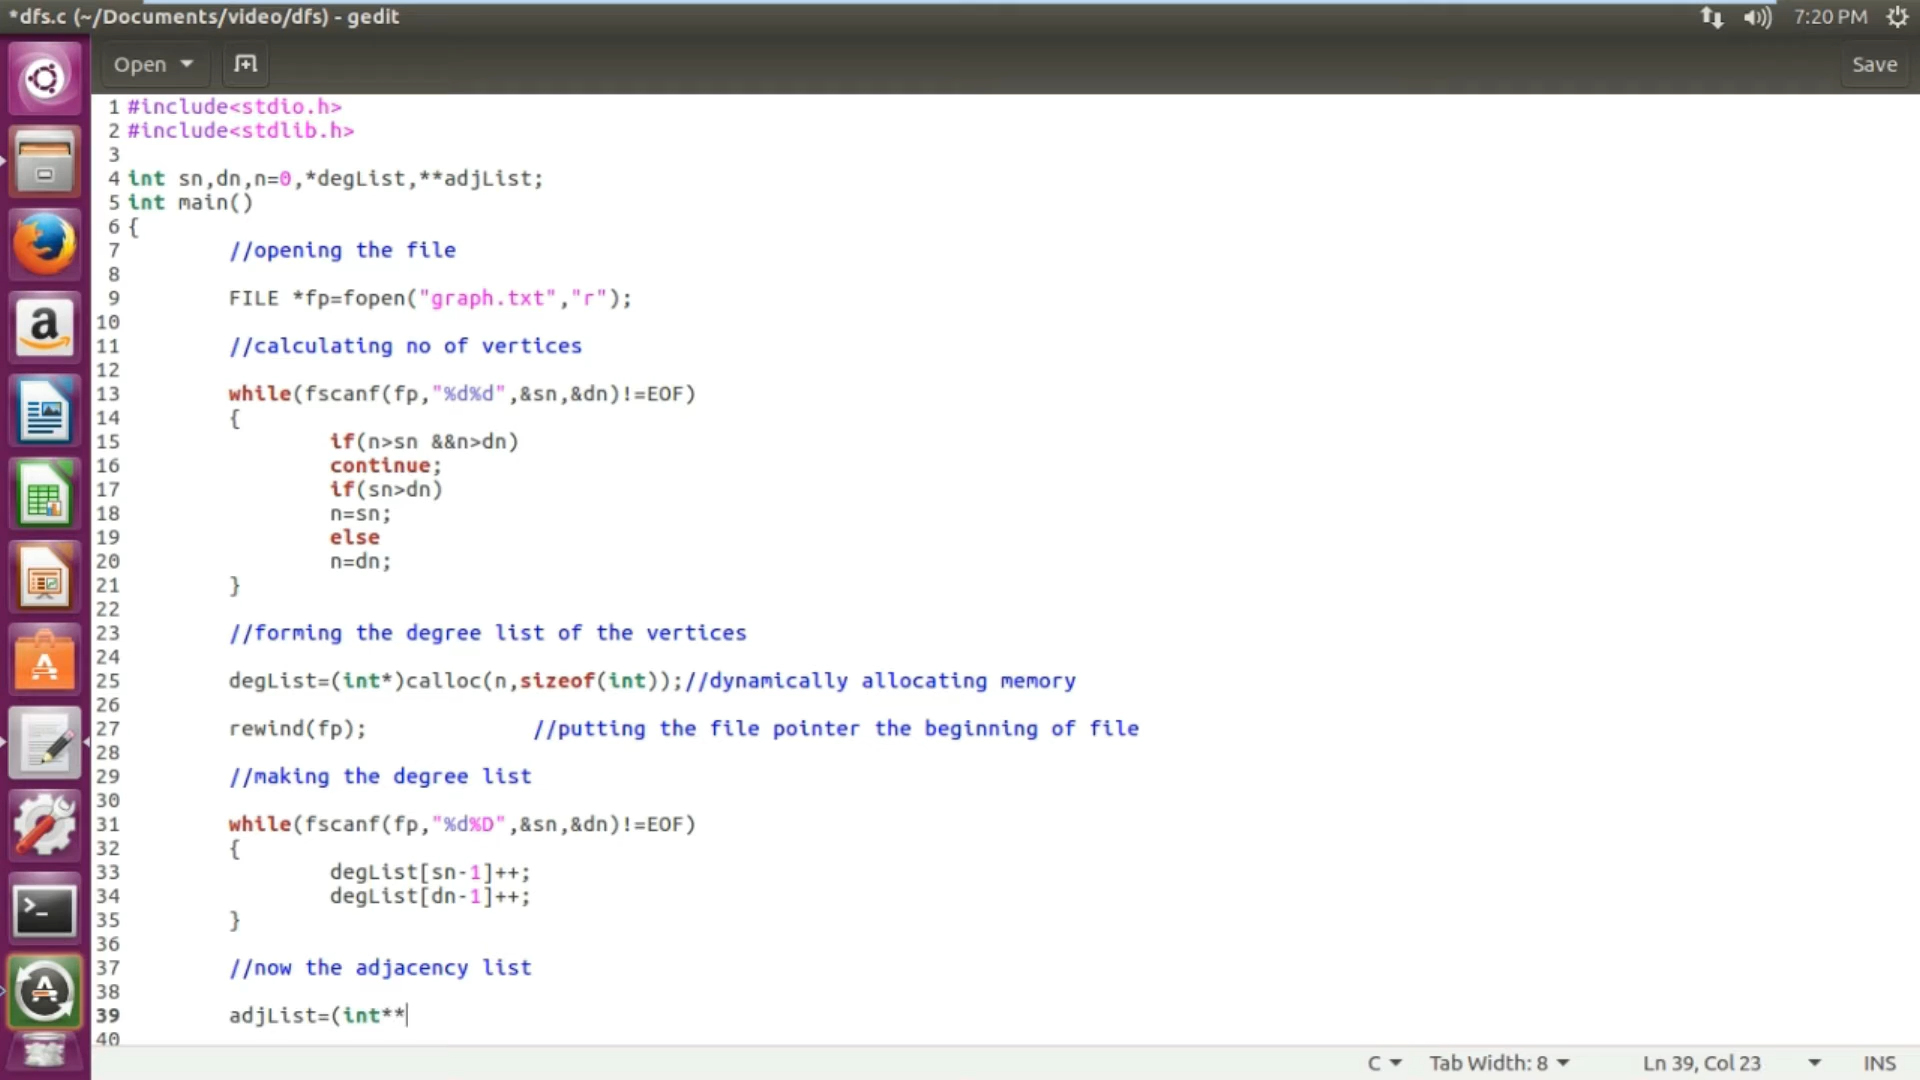 *dfs.c (~/Documents/video/dfs) - gedit
7:20 PM
Open
Save
1 #include<stdio.h>
2 #include<stdlib.h>
3
4 int sn,dn,n=0,*degList,**adjList;
5 int main()
6 {
7 //opening the file
8
9 FILE *fp=fopen("graph.txt","r");
10
11 //calculating no of vertices
12
13 while(fscanf(fp,"%d%d",&sn,&dn)!=EOF)
14 {
15 if(n>sn &&n>dn)
16 continue;
17 if(sn>dn)
18 n=sn;
19 else
20 n=dn;
21 }
22
23 //forming the degree list of the vertices
24
25 degList=(int*)calloc(n,sizeof(int));//dynamically allocating memory
26
27 rewind(fp); //putting the file pointer the beginning of file
28
29 //making the degree list
30
31 while(fscanf(fp,"%d%D",&sn,&dn)!=EOF)
32 {
33 degList[sn-1]++;
34 degList[dn-1]++;
35 }
36
37 //now the adjacency list
38
39 adjList=(int**
40
C
Tab Width: 8
Ln 39, Col 23
INS